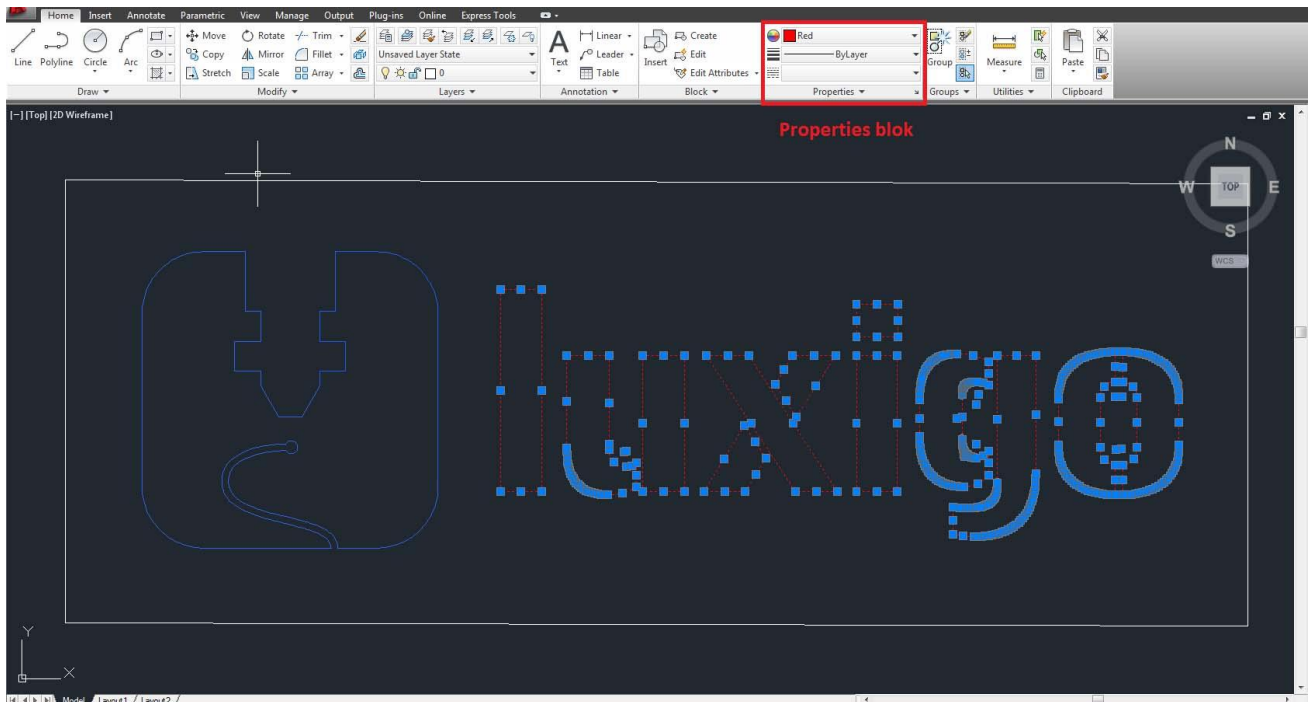 Home Insert Annotate Parametric View Manage Output Plug-ins Online Express Tools
Line Polyline Circle Arc
Move Rotate Trim
Copy Mirror Fillet
Stretch Scale Array
Unsaved Layer State
0
A
Text
Linear
Leader
Table
Insert
Create
Edit
Edit Attributes
Red
ByLayer
Group
Measure
Paste
Draw Modify Layers Annotation Block Properties Groups Utilities Clipboard
[−] [Top] [2D Wireframe]
Properties blok
N
W TOP E
S
WCS
luxigo
Y
X
Model Layout1 Layout2